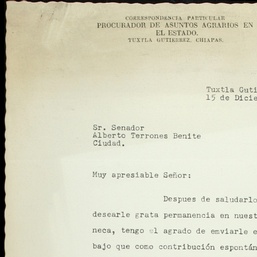 CORRESPONDENCIA PARTICULAR
PROCURADOR DE ASUNTOS AGRARIOS EN
EL ESTADO.
TUXTLA GUTIERREZ, CHIAPAS.
Tuxtla Guti
15 de Dicie
Sr. Senador
Alberto Terrones Benite
Ciudad.
Muy apresiable Señor:
Despues de saludarlo
desearle grata permanencia en nuest
neca, tengo el agrado de enviarle e
bajo que como contribución espontán